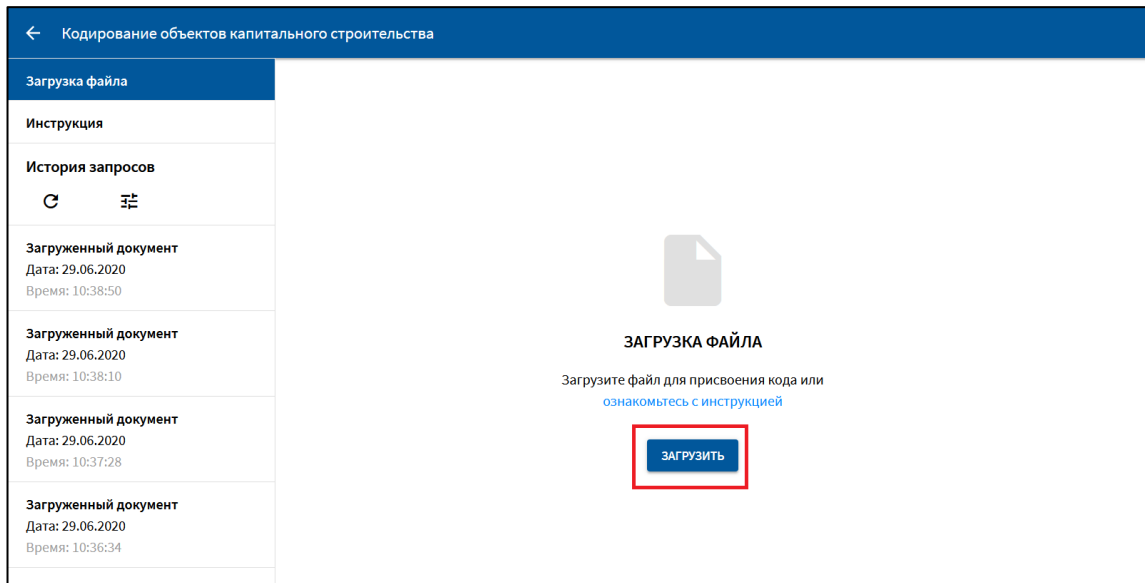 Кодирование объектов капитального строительства
Загрузка файла
Инструкция
История запросов
Загруженный документ
Дата: 29.06.2020
Время: 10:38:50
Загруженный документ
Дата: 29.06.2020
Время: 10:38:10
Загруженный документ
Дата: 29.06.2020
Время: 10:37:28
Загруженный документ
Дата: 29.06.2020
Время: 10:36:34
ЗАГРУЗКА ФАЙЛА
Загрузите файл для присвоения кода или
ознакомьтесь с инструкцией
ЗАГРУЗИТЬ